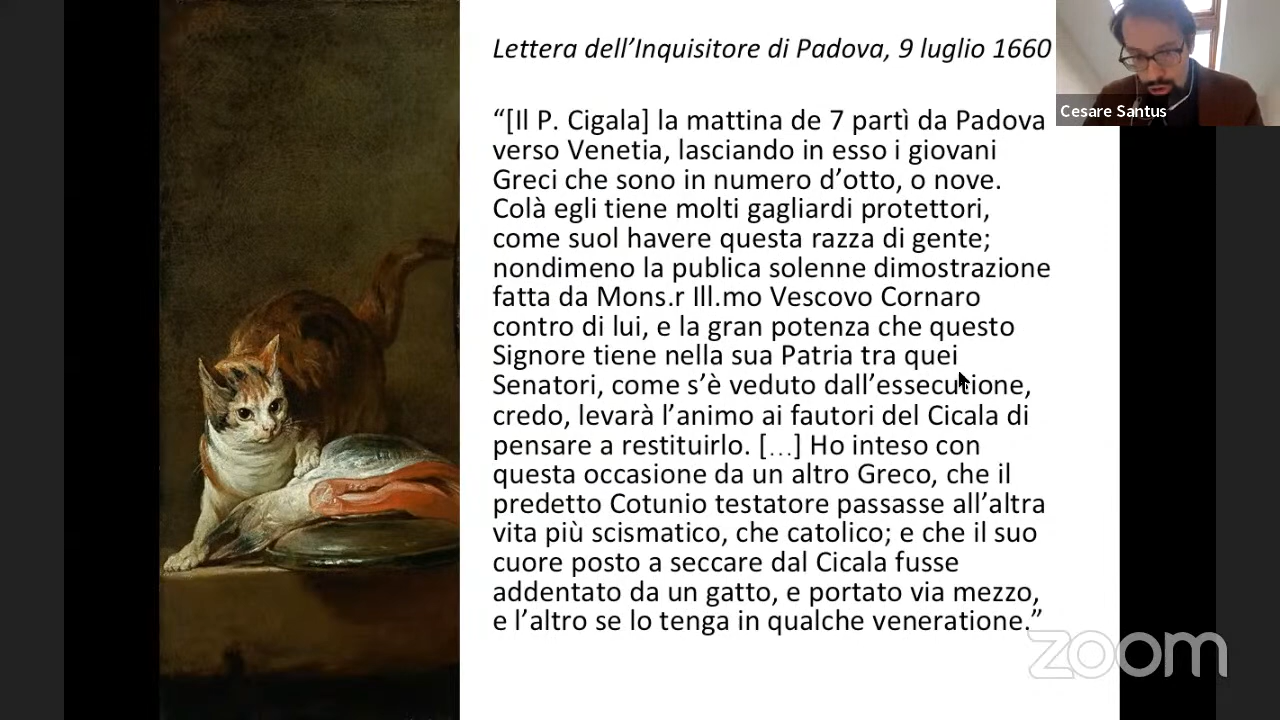 Lettera dell’Inquisitore di Padova, 9 luglio 1660
Cesare Santus
“[Il P. Cigala] la mattina de 7 partì da Padova
verso Venetia, lasciando in esso i giovani
Greci che sono in numero d’otto, o nove.
Colà egli tiene molti gagliardi protettori,
come suol havere questa razza di gente;
nondimeno la publica solenne dimostrazione
fatta da Mons.r Ill.mo Vescovo Cornaro
contro di lui, e la gran potenza che questo
Signore tiene nella sua Patria tra quei
Senatori, come s’è veduto dall’essecutione,
credo, levarà l’animo ai fautori del Cicala di
pensare a restituirlo. […] Ho inteso con
questa occasione da un altro Greco, che il
predetto Cotunio testatore passasse all’altra
vita più scismatico, che catolico; e che il suo
cuore posto a seccare dal Cicala fusse
addentato da un gatto, e portato via mezzo,
e l’altro se lo tenga in qualche veneratione.”
zoom